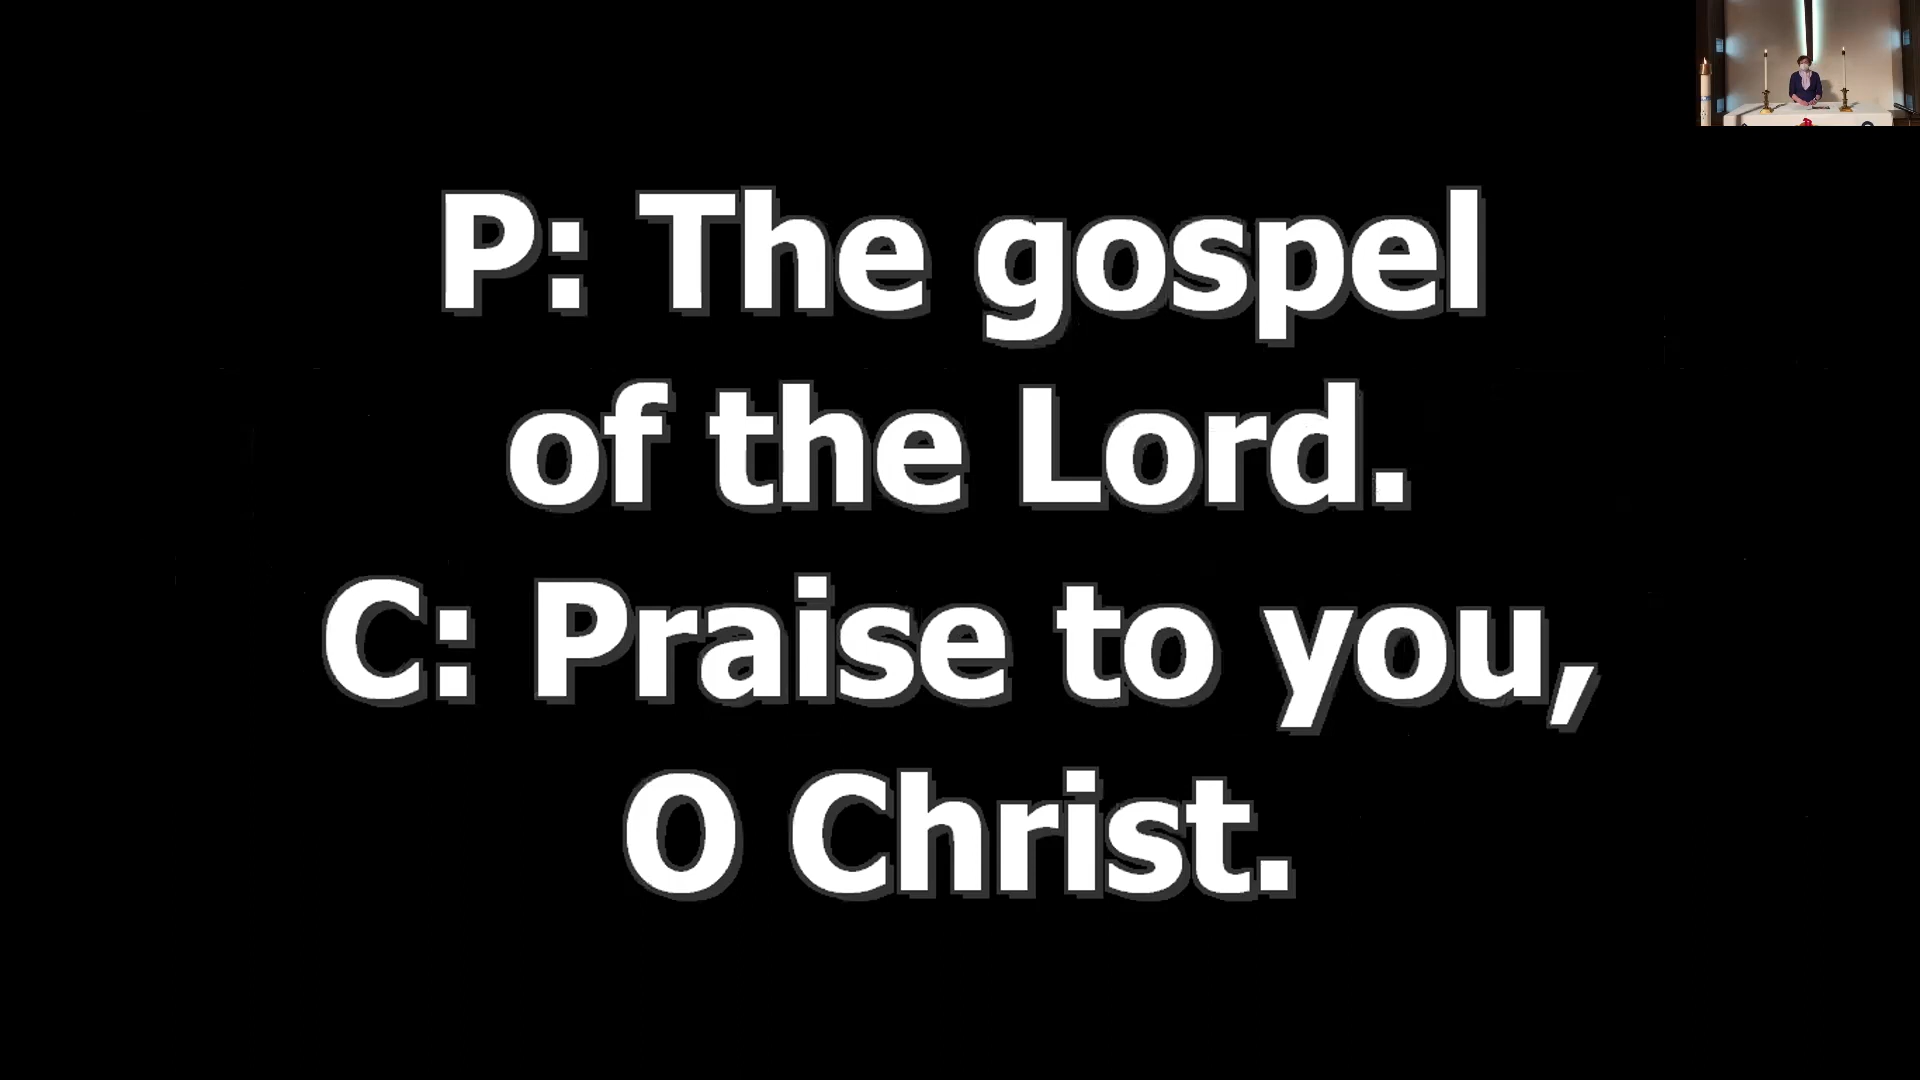 P: The gospel
of the Lord.
C: Praise to you,
O Christ.